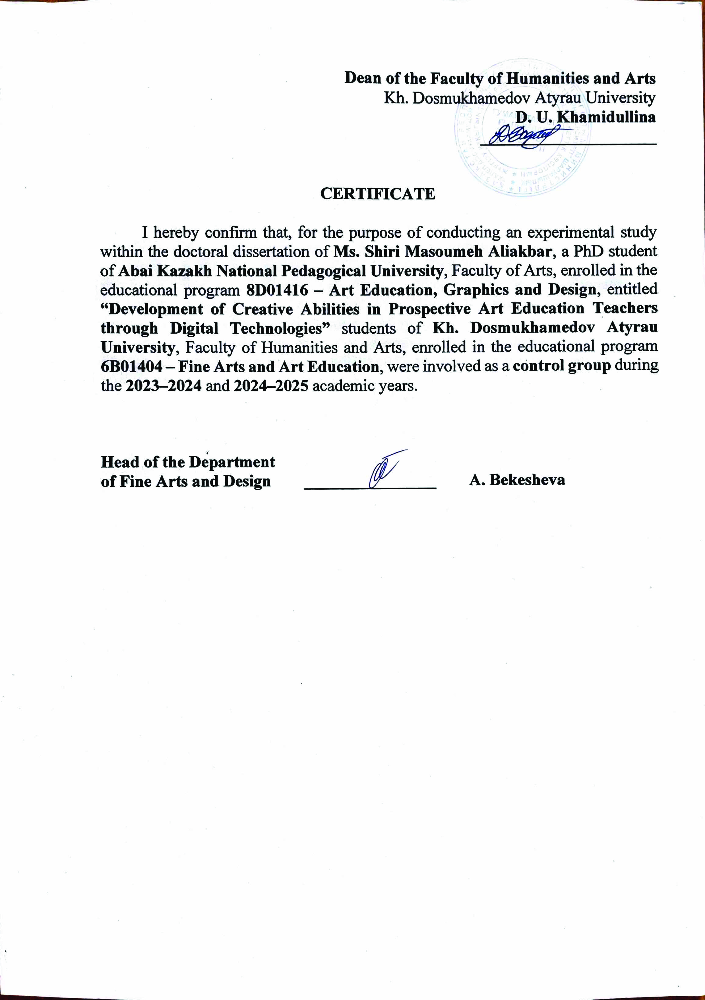 Dean of the Faculty of Humanities and Arts
Kh. Dosmukhamedov Atyrau University
D. U. Khamidullina
CERTIFICATE
I hereby confirm that, for the purpose of conducting an experimental study
within the doctoral dissertation of Ms. Shiri Masoumeh Aliakbar, a PhD student
of Abai Kazakh National Pedagogical University, Faculty of Arts, enrolled in the
educational program 8D01416 – Art Education, Graphics and Design, entitled
“Development of Creative Abilities in Prospective Art Education Teachers
through Digital Technologies” students of Kh. Dosmukhamedov Atyrau
University, Faculty of Humanities and Arts, enrolled in the educational program
6B01404 – Fine Arts and Art Education, were involved as a control group during
the 2023–2024 and 2024–2025 academic years.
Head of the Department
of Fine Arts and Design
A. Bekesheva